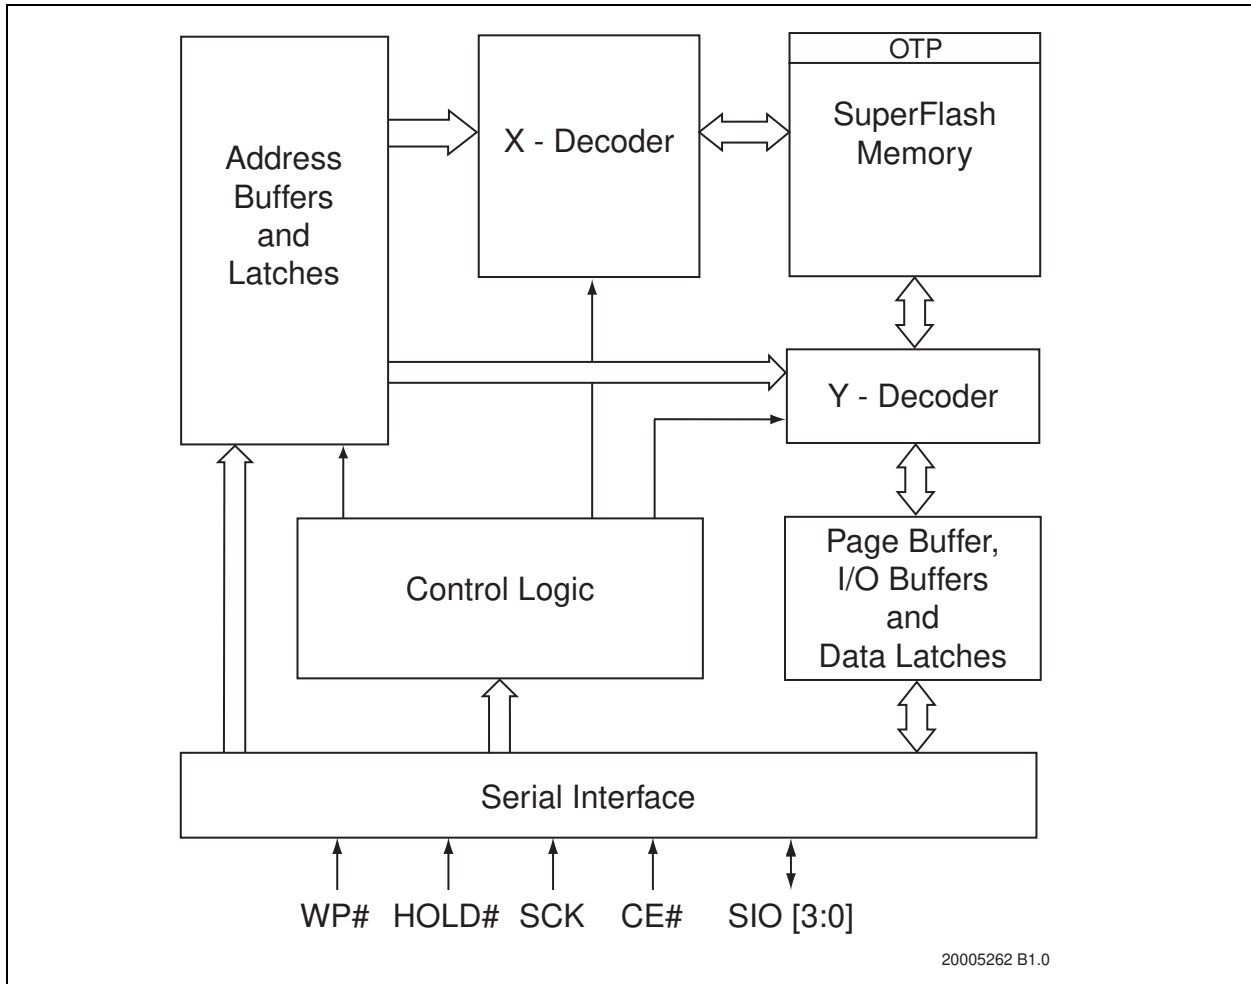 OTP
SuperFlash
Memory
X - Decoder
Address
Buffers
and
Latches
Y - Decoder
Page Buffer,
I/O Buffers
and
Data Latches
Control Logic
Serial Interface
WP# HOLD# SCK CE# SIO [3:0]
20005262 B1.0